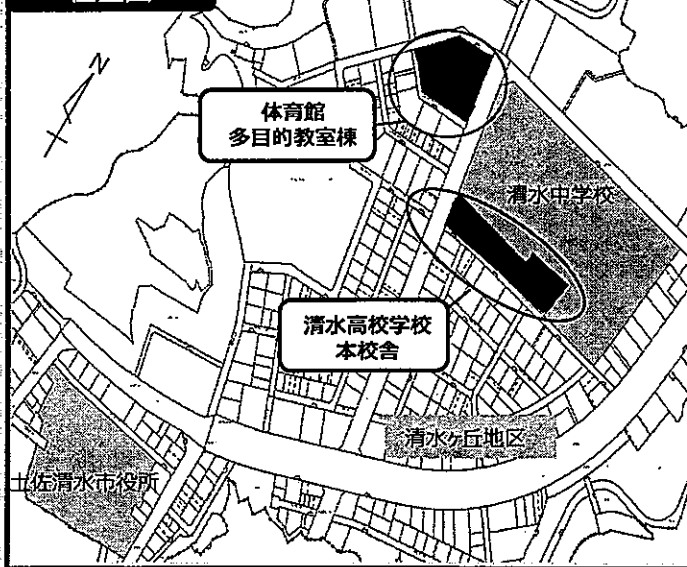 N
体育館
多目的教室棟
清水中学校
清水高校学校
本校舎
清水ヶ丘地区
土佐清水市役所